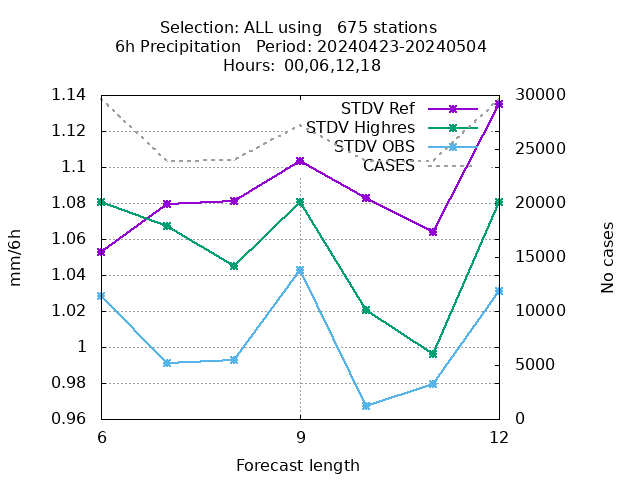 Selection: ALL using   675 stations
6h Precipitation   Period: 20240423-20240504
Hours:  00,06,12,18
1.14
1.12
1.1
1.08
1.06
1.04
1.02
1
0.98
0.96
mm/6h
STDV Ref
STDV Highres
STDV OBS
CASES
30000
25000
20000
15000
10000
5000
0
No cases
6
9
12
Forecast length